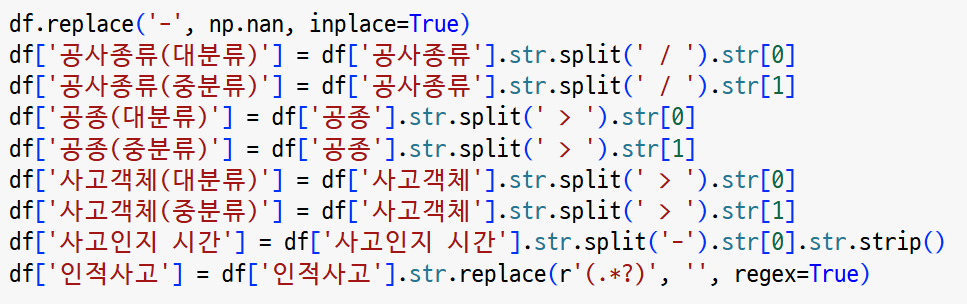 df.replace('-', np.nan, inplace=True)
df['공사종류(대분류)'] = df['공사종류'].str.split(' / ').str[0]
df['공사종류(중분류)'] = df['공사종류'].str.split(' / ').str[1]
df['공종(대분류)'] = df['공종'].str.split(' > ').str[0]
df['공종(중분류)'] = df['공종'].str.split(' > ').str[1]
df['사고객체(대분류)'] = df['사고객체'].str.split(' > ').str[0]
df['사고객체(중분류)'] = df['사고객체'].str.split(' > ').str[1]
df['사고인지 시간'] = df['사고인지 시간'].str.split('-').str[0].str.strip()
df['인적사고'] = df['인적사고'].str.replace(r'(.*?)', '', regex=True)